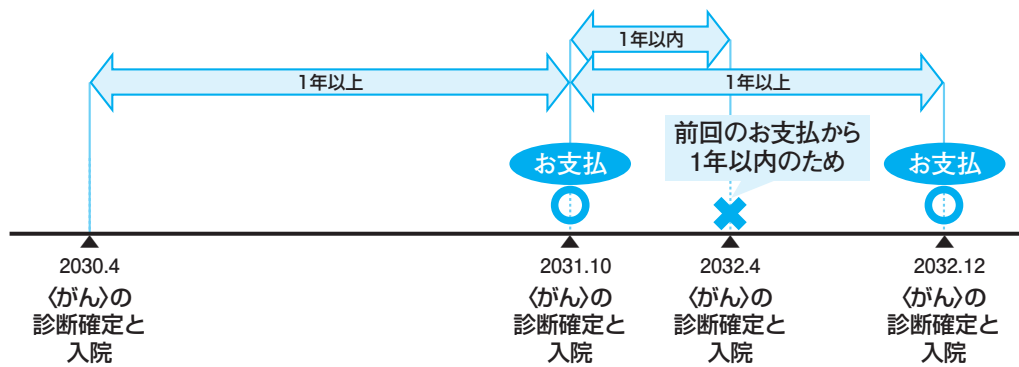 1年以内
1年以上
1年以上
前回のお支払から
1年以内のため
お支払
お支払
2030.4
〈がん〉の
診断確定と
入院
2031.10
〈がん〉の
診断確定と
入院
2032.4
〈がん〉の
診断確定と
入院
2032.12
〈がん〉の
診断確定と
入院